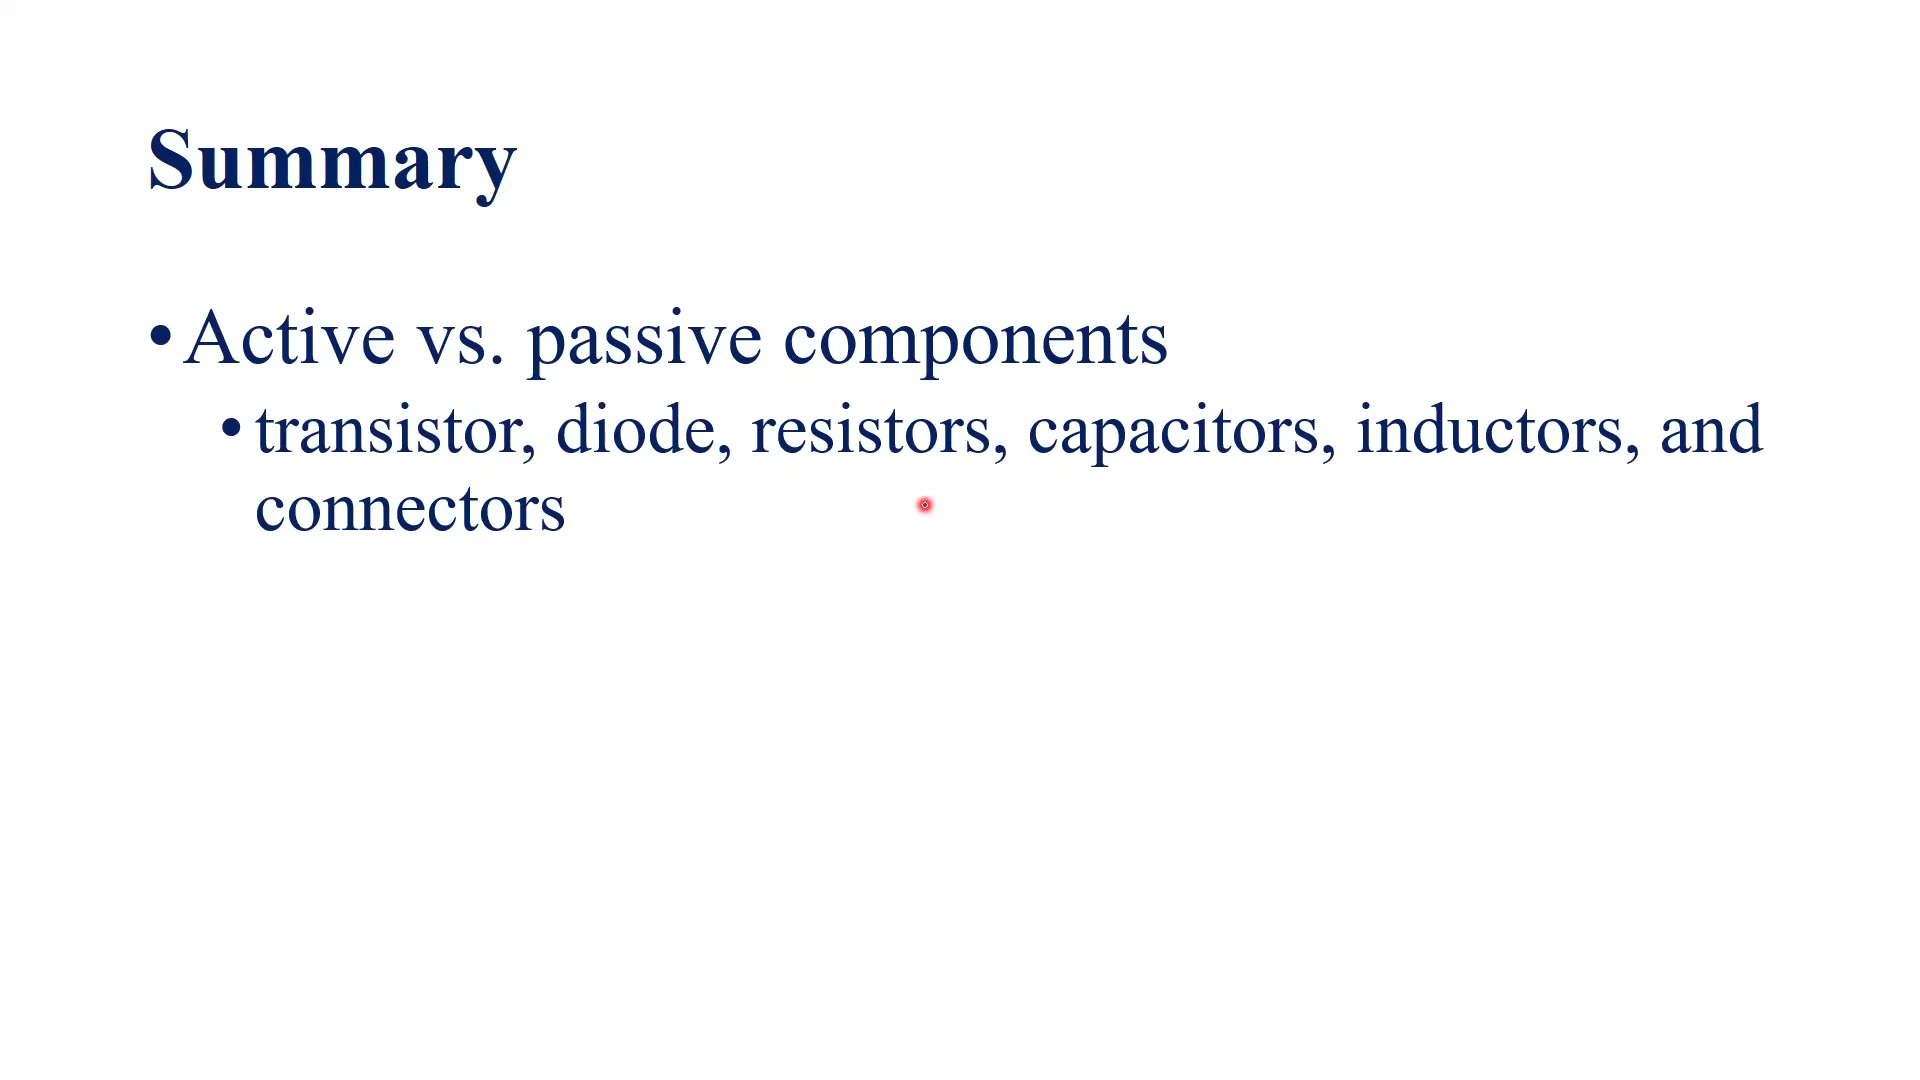 Summary
• Active vs. passive components
• transistor, diode, resistors, capacitors, inductors, and
connectors